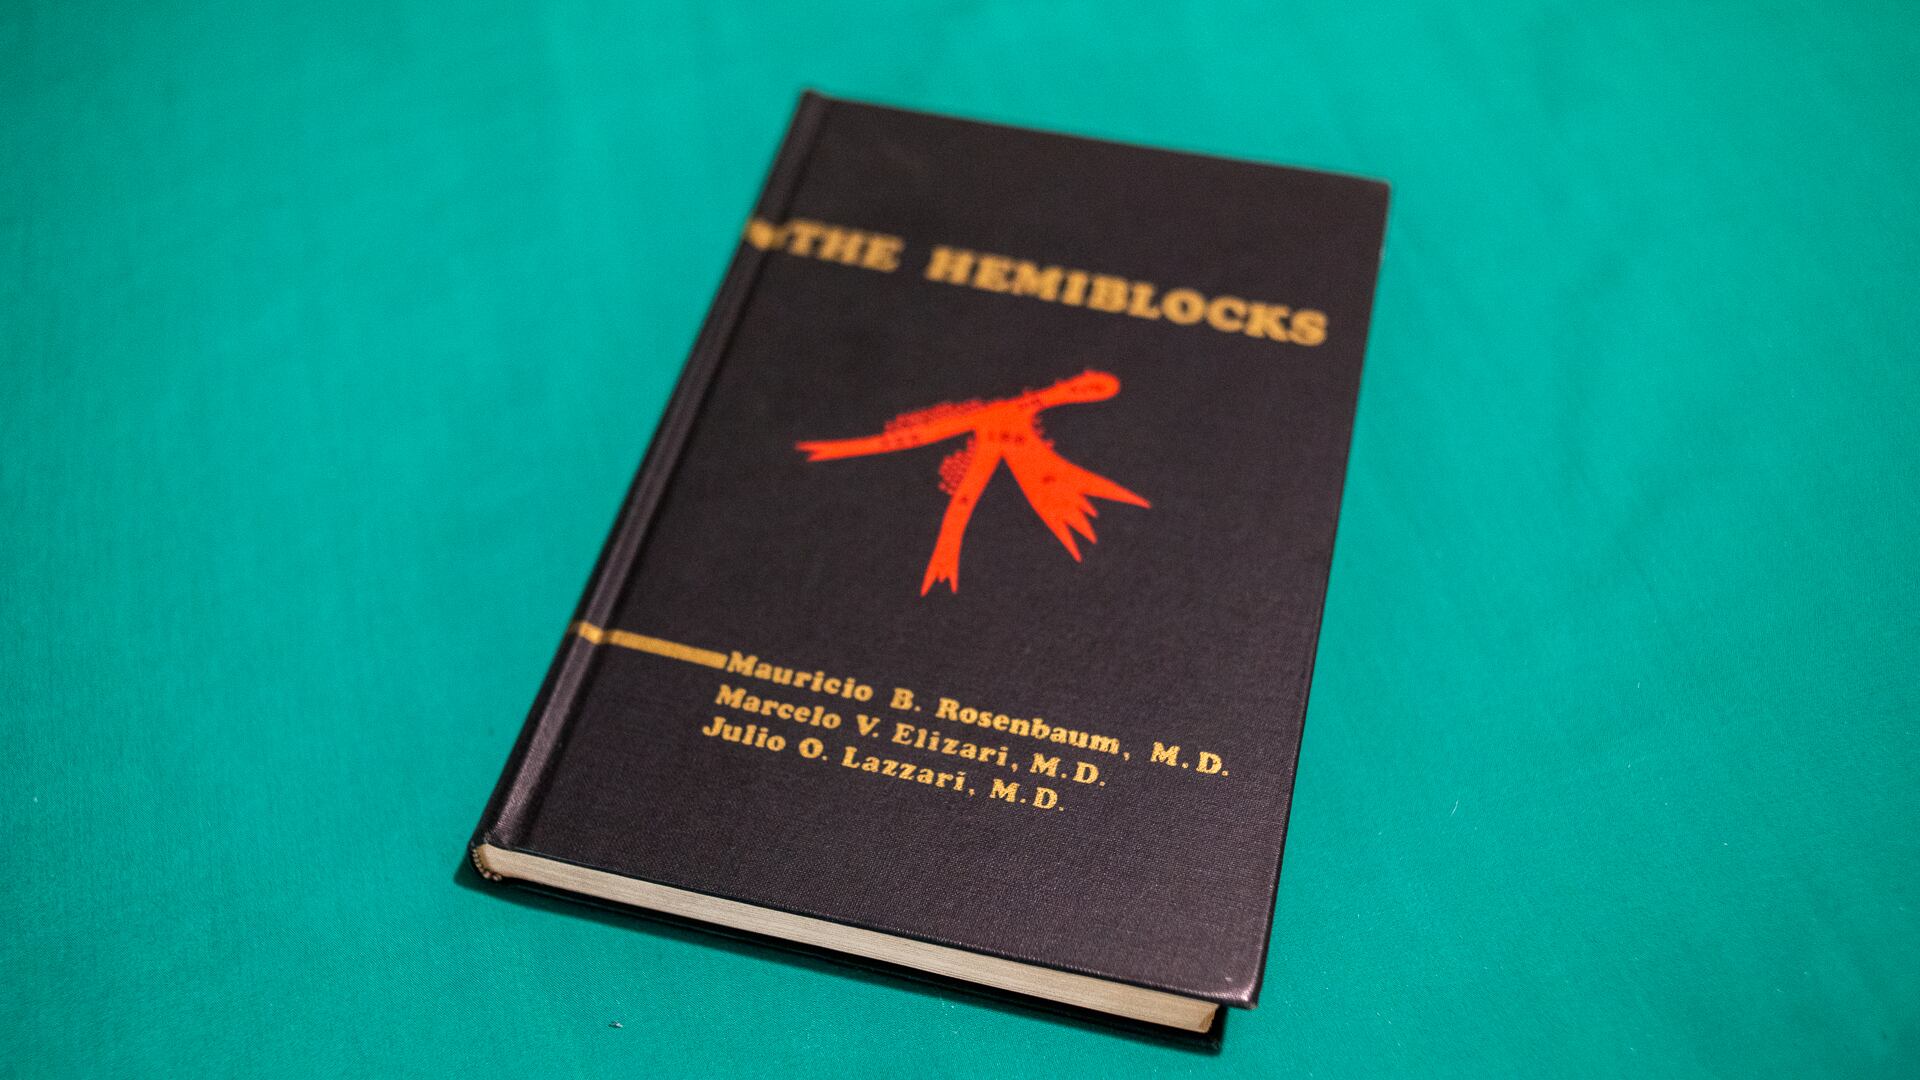 THE HEMIBLOCKS
Mauricio B. Rosenbaum, M.D.
Marcelo V. Elizari, M.D.
Julio O. Lazzari, M.D.